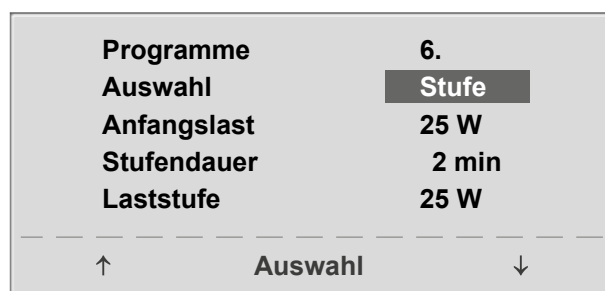 Programme 6.
Auswahl Stufe
Anfangslast 25 W
Stufendauer 2 min
Laststufe 25 W
↑ Auswahl ↓